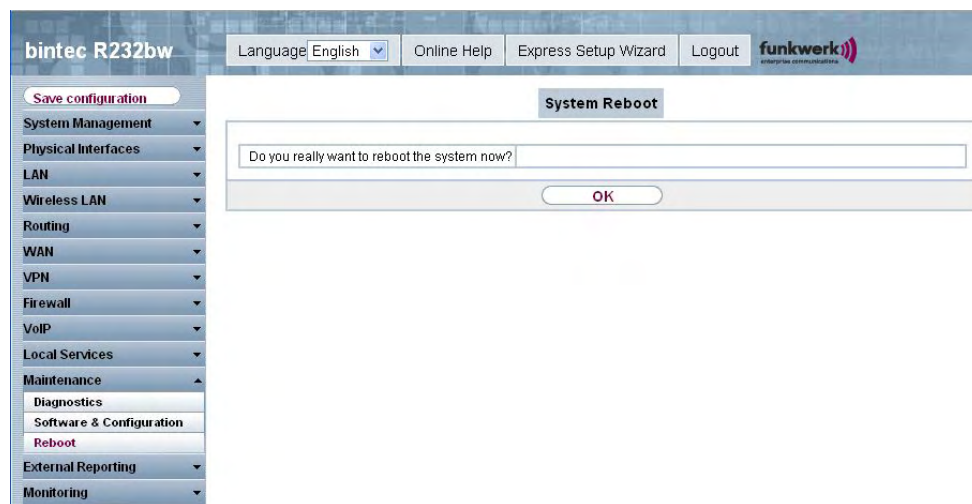 bintec R232bw
Language English Online Help Express Setup Wizard Logout funkwerk
enterprise communications
Save configuration
System Management
Physical Interfaces
LAN
Wireless LAN
Routing
WAN
VPN
Firewall
VoIP
Local Services
Maintenance
Diagnostics
Software & Configuration
Reboot
External Reporting
Monitoring
System Reboot
Do you really want to reboot the system now?
OK